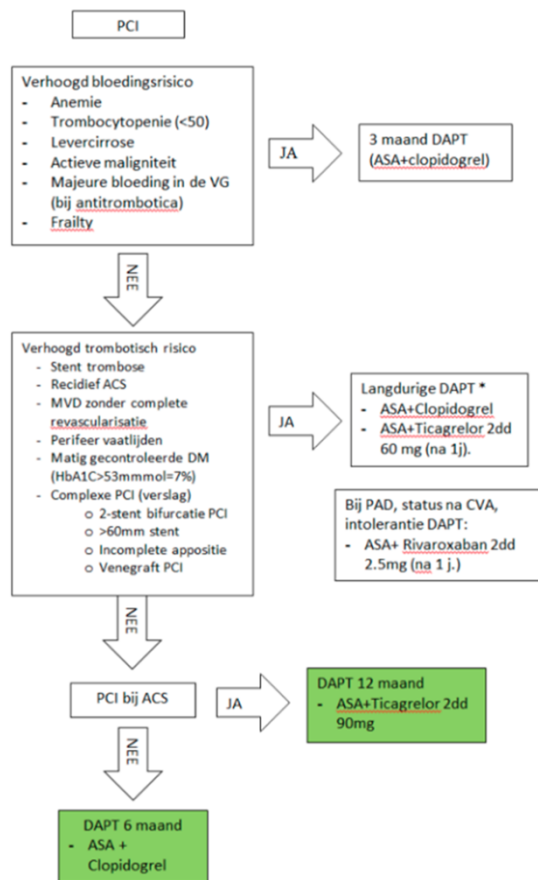 PCI
Verhoogd bloedingsrisico
- Anemie
- Trombocytopenie (<50)
- Levercirrose
- Actieve maligniteit
- Majeure bloeding in de VG
(bij antitrombotica)
- Frailty
JA
3 maand DAPT
(ASA+clopidogrel)
NEE
Verhoogd trombotisch risico
- Stent trombose
- Recidief ACS
- MVD zonder complete
revascularisatie
- Perifeer vaatlijden
- Matig gecontroleerde DM
(HbA1C>53mmmol=7%)
- Complexe PCI (verslag)
o 2-stent bifurcatie PCI
o >60mm stent
o Incomplete appositie
o Venegraft PCI
JA
Langdurige DAPT *
- ASA+Clopidogrel
- ASA+Ticagrelor 2dd
60 mg (na 1j).
Bij PAD, status na CVA,
intolerantie DAPT:
- ASA+ Rivaroxaban 2dd
2.5mg (na 1 j.)
NEE
PCI bij ACS
JA
DAPT 12 maand
- ASA+Ticagrelor 2dd
90mg
NEE
DAPT 6 maand
- ASA +
Clopidogrel